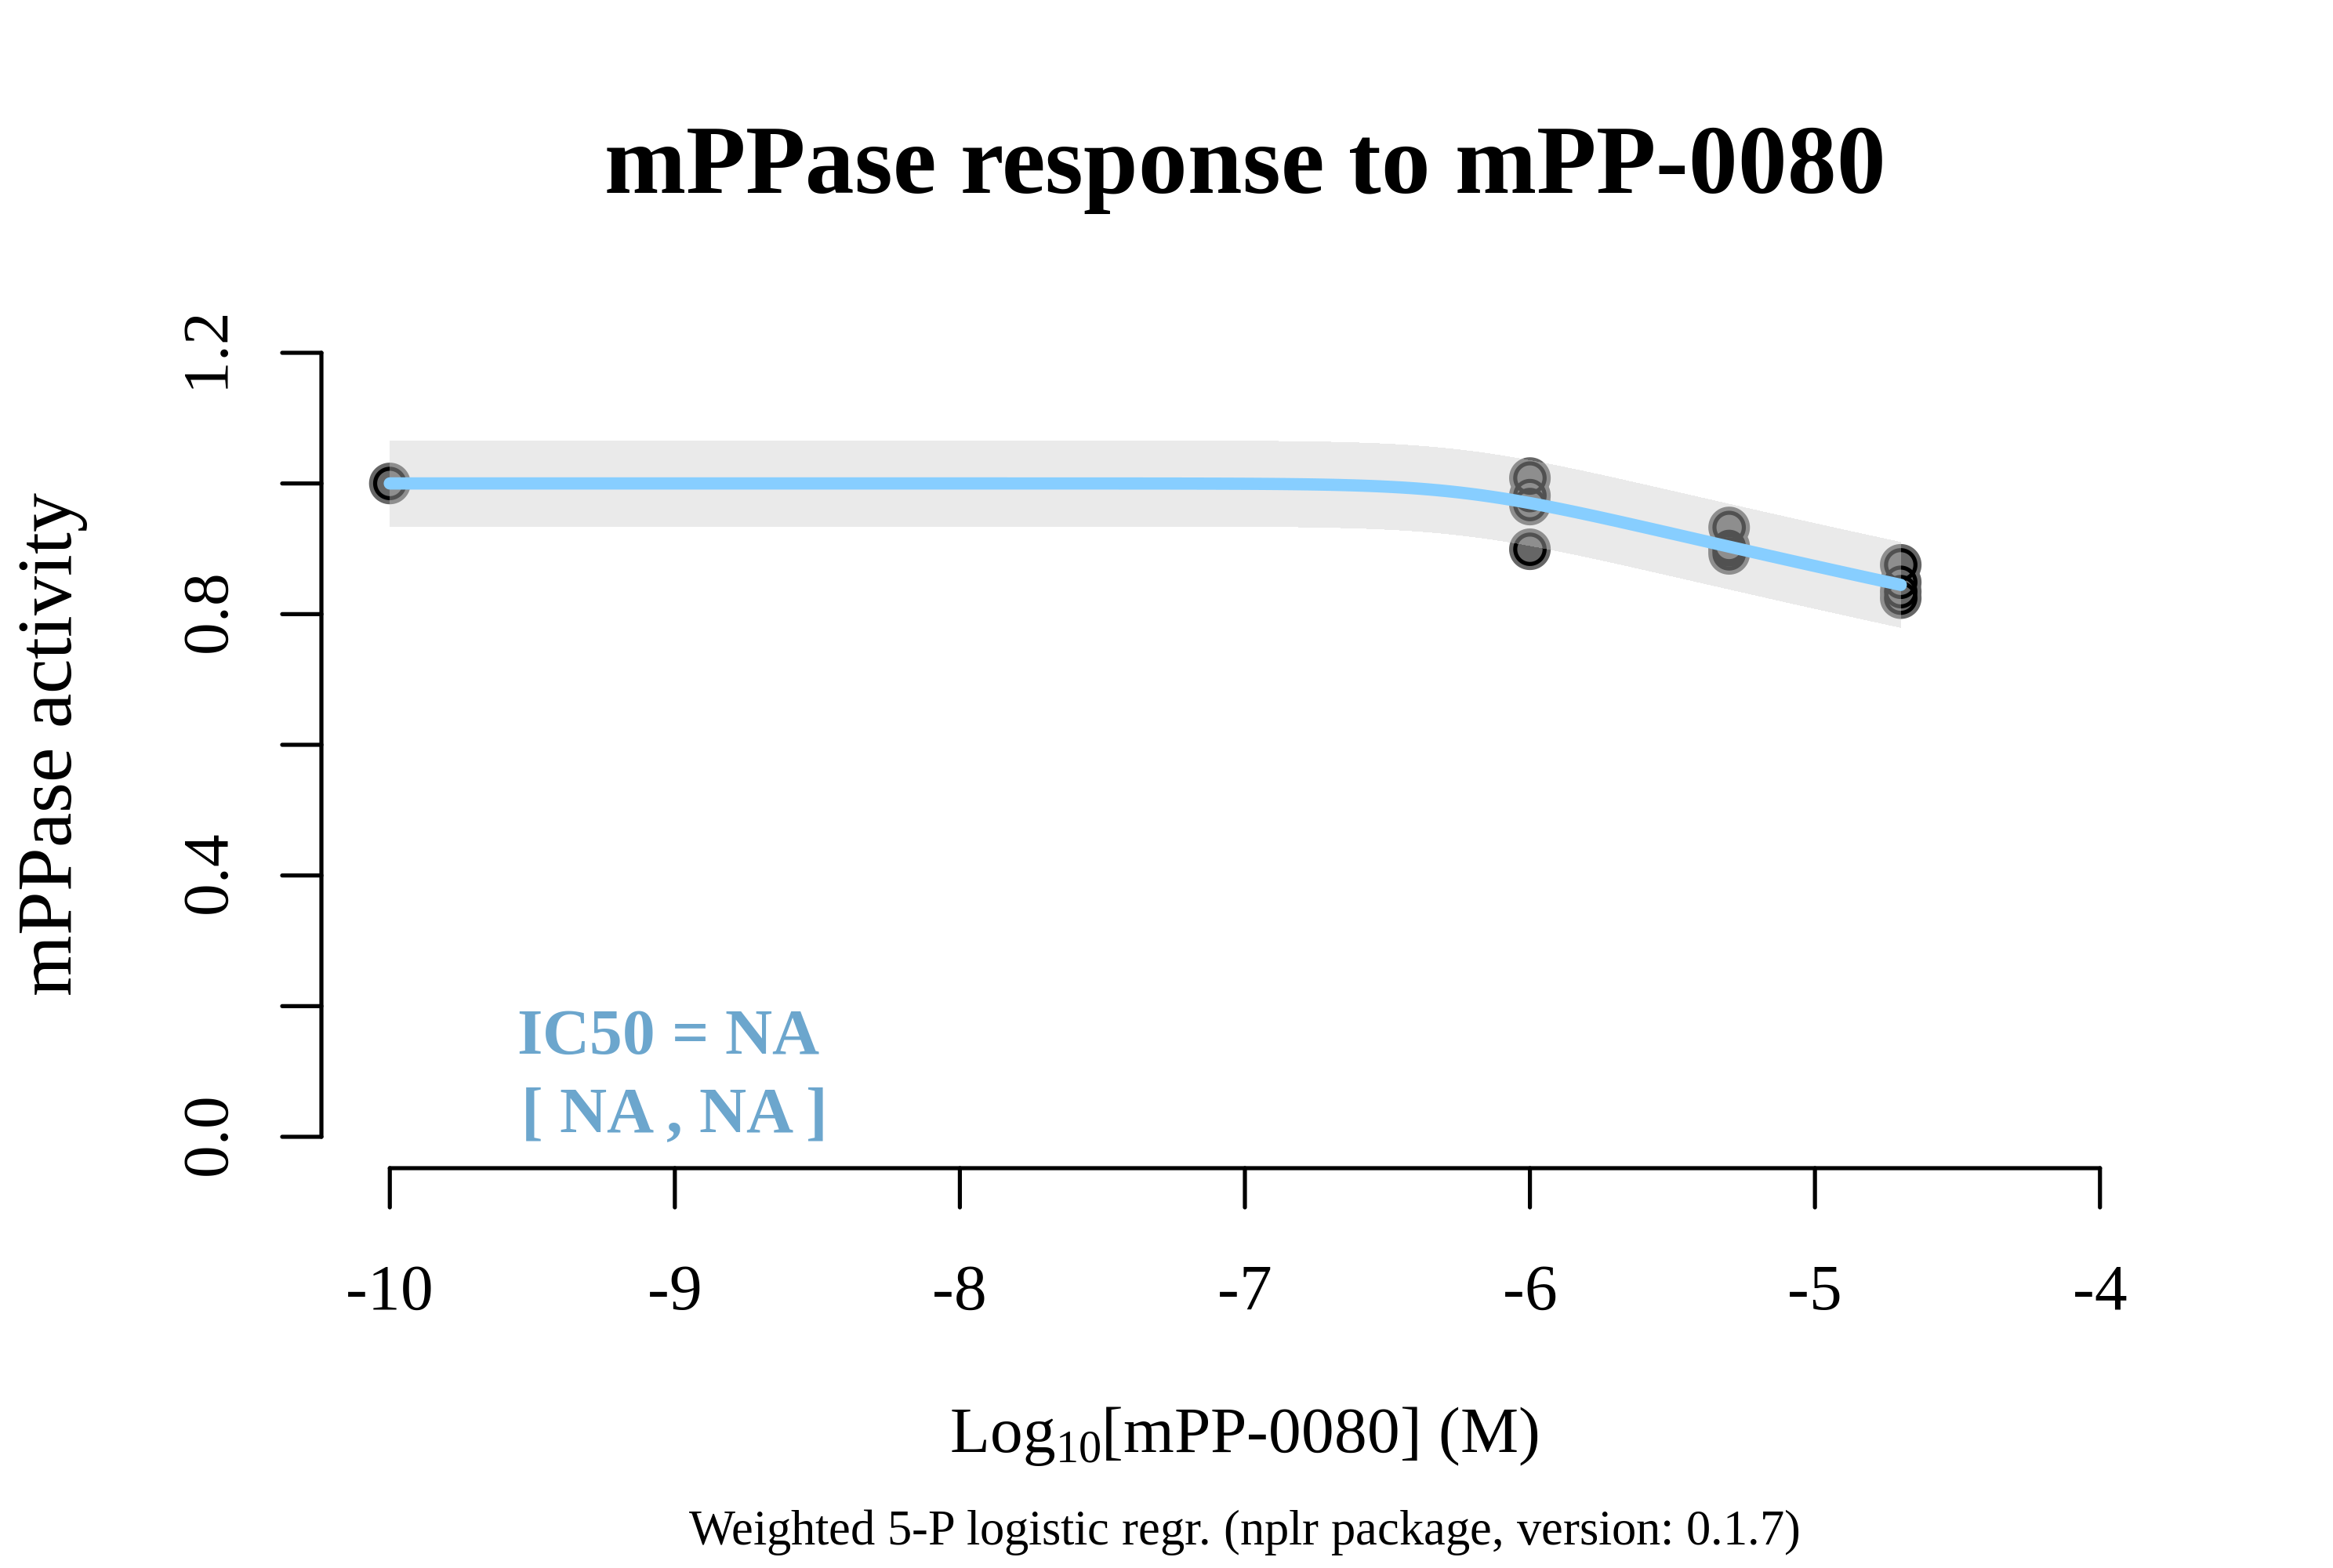 mPPase response to mPP-0080
mPPase activity
1.2
0.8
0.4
0.0
IC50 = NA
[ NA , NA ]
-10 -9 -8 -7 -6 -5 -4
Log10[mPP-0080] (M)
Weighted 5-P logistic regr. (nplr package, version: 0.1.7)